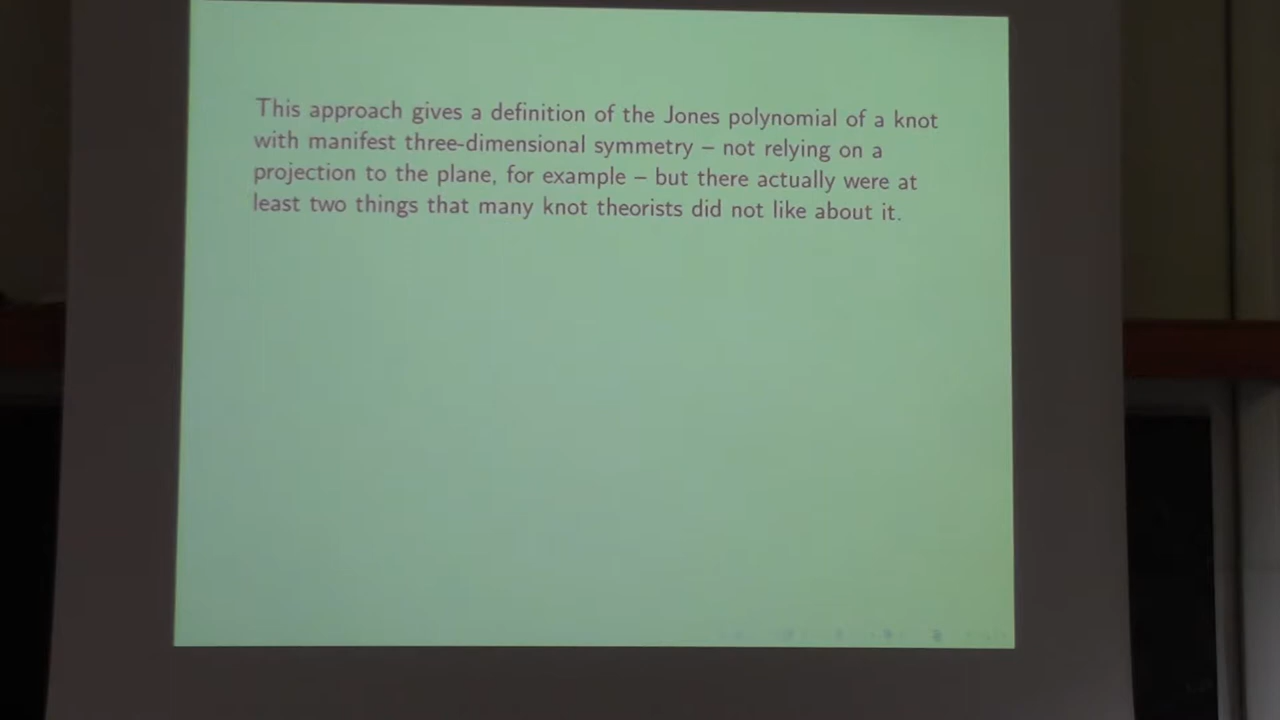 This approach gives a definition of the Jones polynomial of a knot
with manifest three-dimensional symmetry – not relying on a
projection to the plane, for example – but there actually were at
least two things that many knot theorists did not like about it.